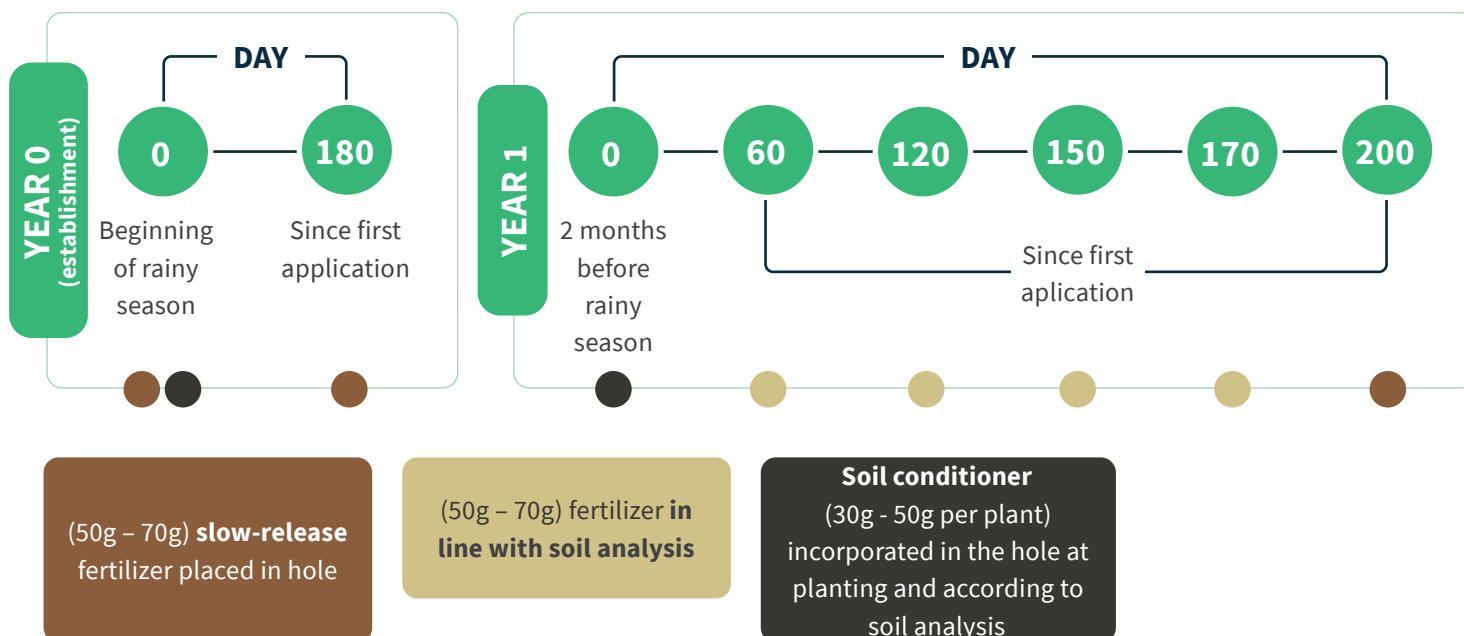 YEAR 0
(establishment)
DAY
0
180
Beginning
of rainy
season
Since first
application
YEAR 1
DAY
0
60
120
150
170
200
2 months
before
rainy
season
Since first
aplication
(50g – 70g) slow-release
fertilizer placed in hole
(50g – 70g) fertilizer in
line with soil analysis
Soil conditioner
(30g - 50g per plant)
incorporated in the hole at
planting and according to
soil analysis